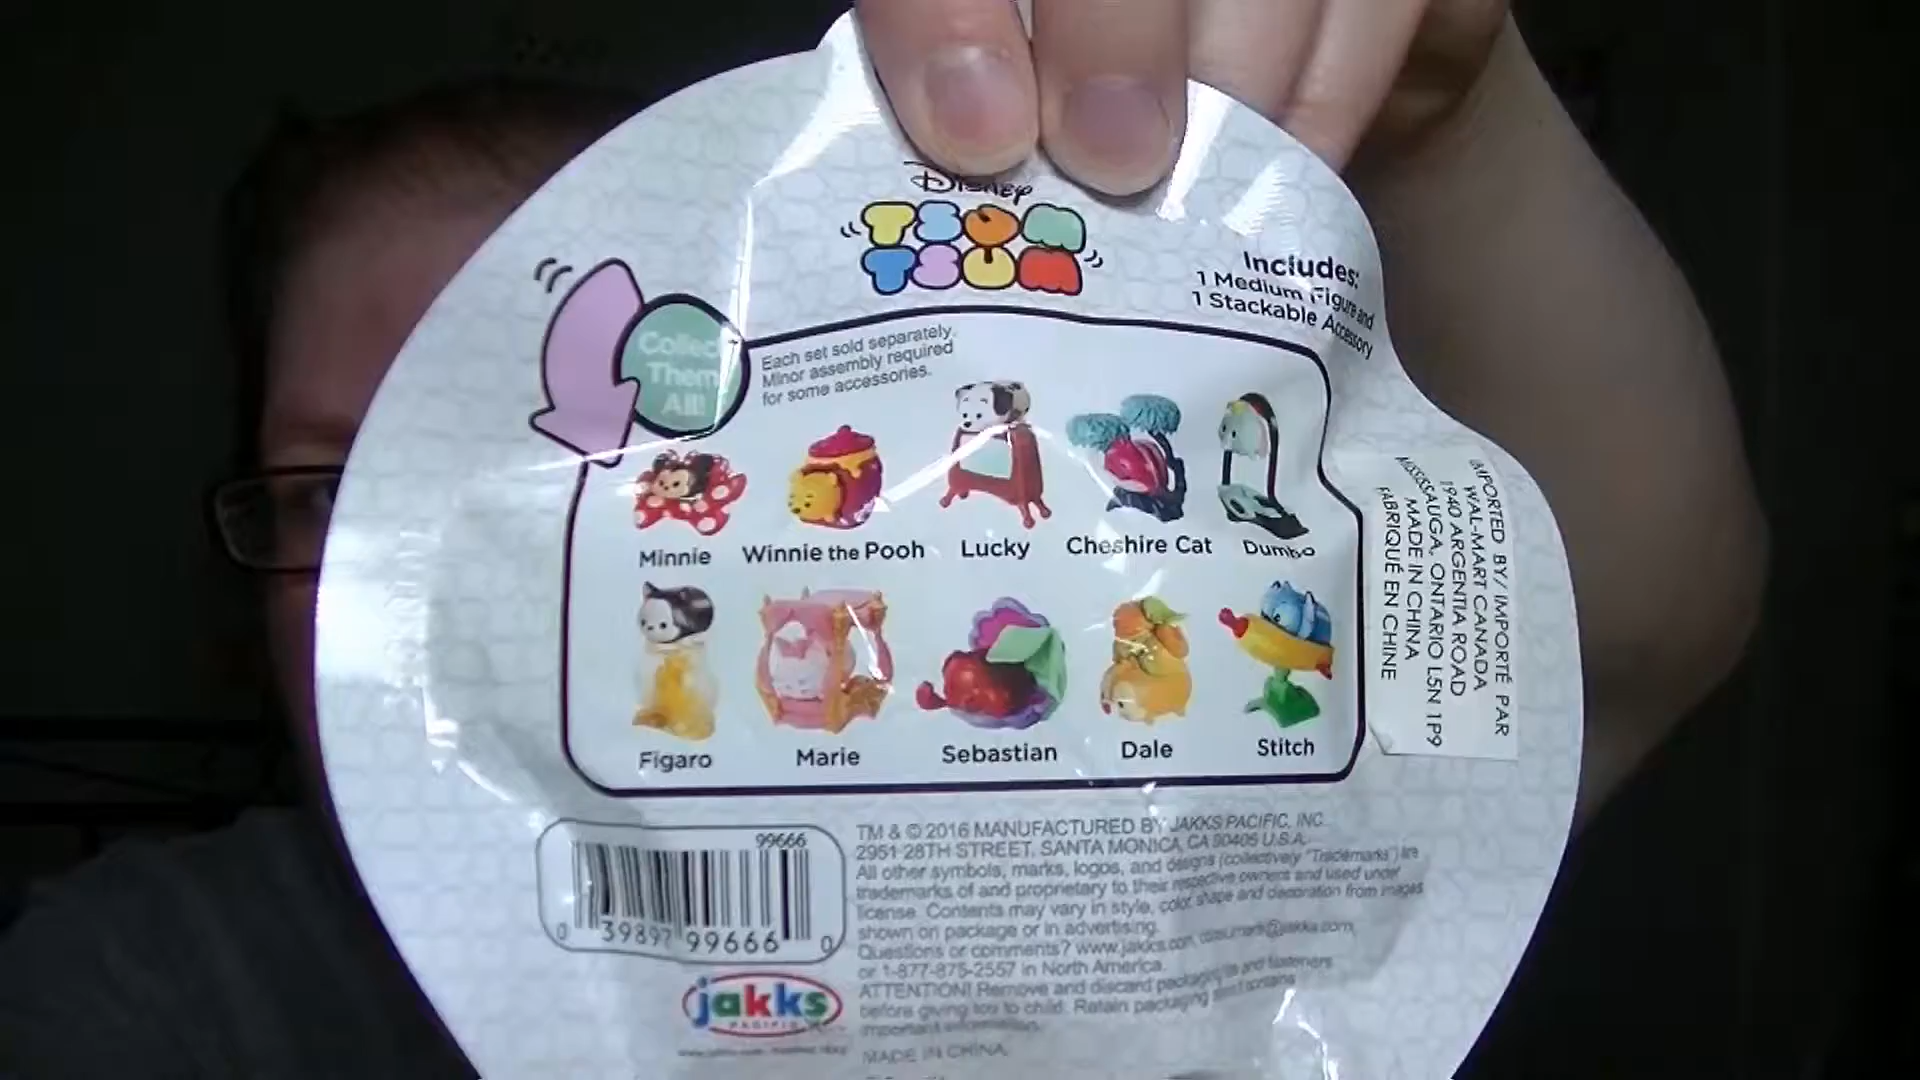 Disney
TSUM
TSUM
Includes:
1 Medium Figure and
1 Stackable Accessory
Collect
Them
All!
Each set sold separately.
Minor assembly required
for some accessories.
Minnie
Winnie the Pooh
Lucky
Cheshire Cat
Dumbo
Figaro
Marie
Sebastian
Dale
Stitch
IMPORTED BY/ IMPORTÉ PAR
WAL-MART CANADA
1940 ARGENTIA ROAD
MISSISSAUGA, ONTARIO L5N 1P9
MADE IN CHINA
FABRIQUÉ EN CHINE
99666
0 39897 99666 0
jakks
PACIFIC
TM & © 2016 MANUFACTURED BY JAKKS PACIFIC, INC.
2951 28TH STREET, SANTA MONICA, CA 90405 U.S.A.
All other symbols, marks, logos, and designs (collectively "Trademarks") are
trademarks of and proprietary to their respective owners and used under
license. Contents may vary in style, color, shape and decoration from images
shown on package or in advertising.
Questions or comments? www.jakks.com,
or 1-877-875-2557 in North America.
ATTENTION! Remove and discard packaging and fasteners
before giving toy to child. Retain packaging
important information.
MADE IN CHINA.